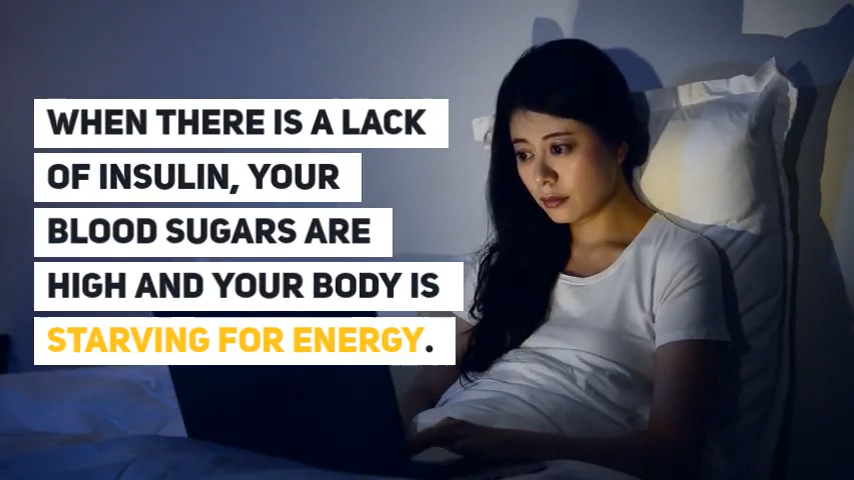 WHEN THERE IS A LACK
OF INSULIN, YOUR
BLOOD SUGARS ARE
HIGH AND YOUR BODY IS
STARVING FOR ENERGY.